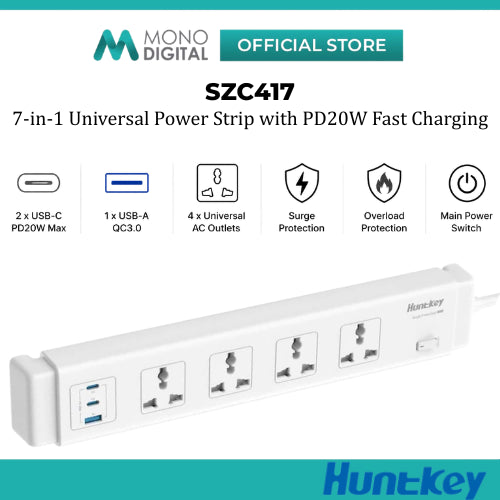 MONO
DIGITAL
OFFICIAL STORE
SZC417
7-in-1 Universal Power Strip with PD20W Fast Charging
2 x USB-C
PD20W Max
1 x USB-A
QC3.0
4 x Universal
AC Outlets
Surge
Protection
Overload
Protection
Main Power
Switch
Huntkey
Huntkey